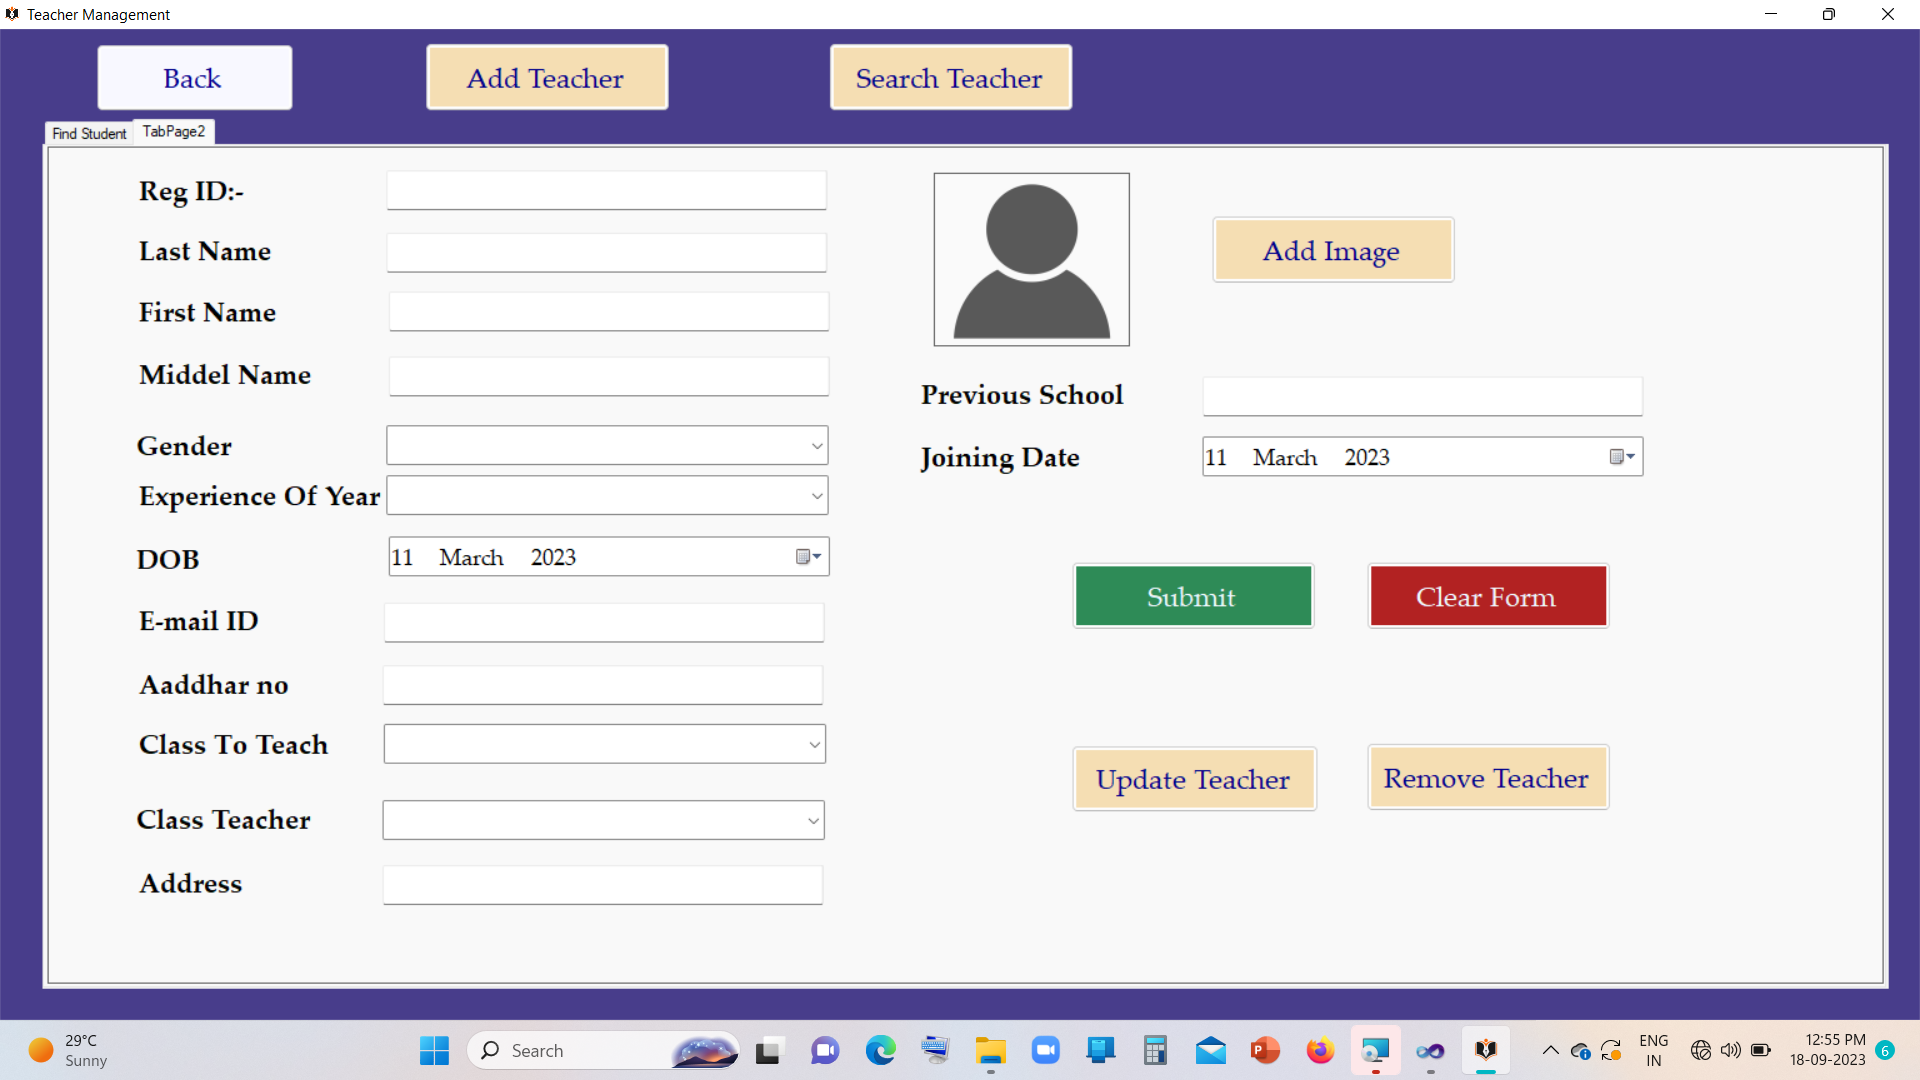 Teacher Management
Back
Add Teacher
Search Teacher
Find Student
TabPage2
Reg ID:-
Last Name
First Name
Middel Name
Gender
Experience Of Year
DOB
11 March 2023
E-mail ID
Aaddhar no
Class To Teach
Class Teacher
Address
Add Image
Previous School
Joining Date
11 March 2023
Submit
Clear Form
Update Teacher
Remove Teacher
29°C
Sunny
Search
ENG
IN
12:55 PM
18-09-2023
6